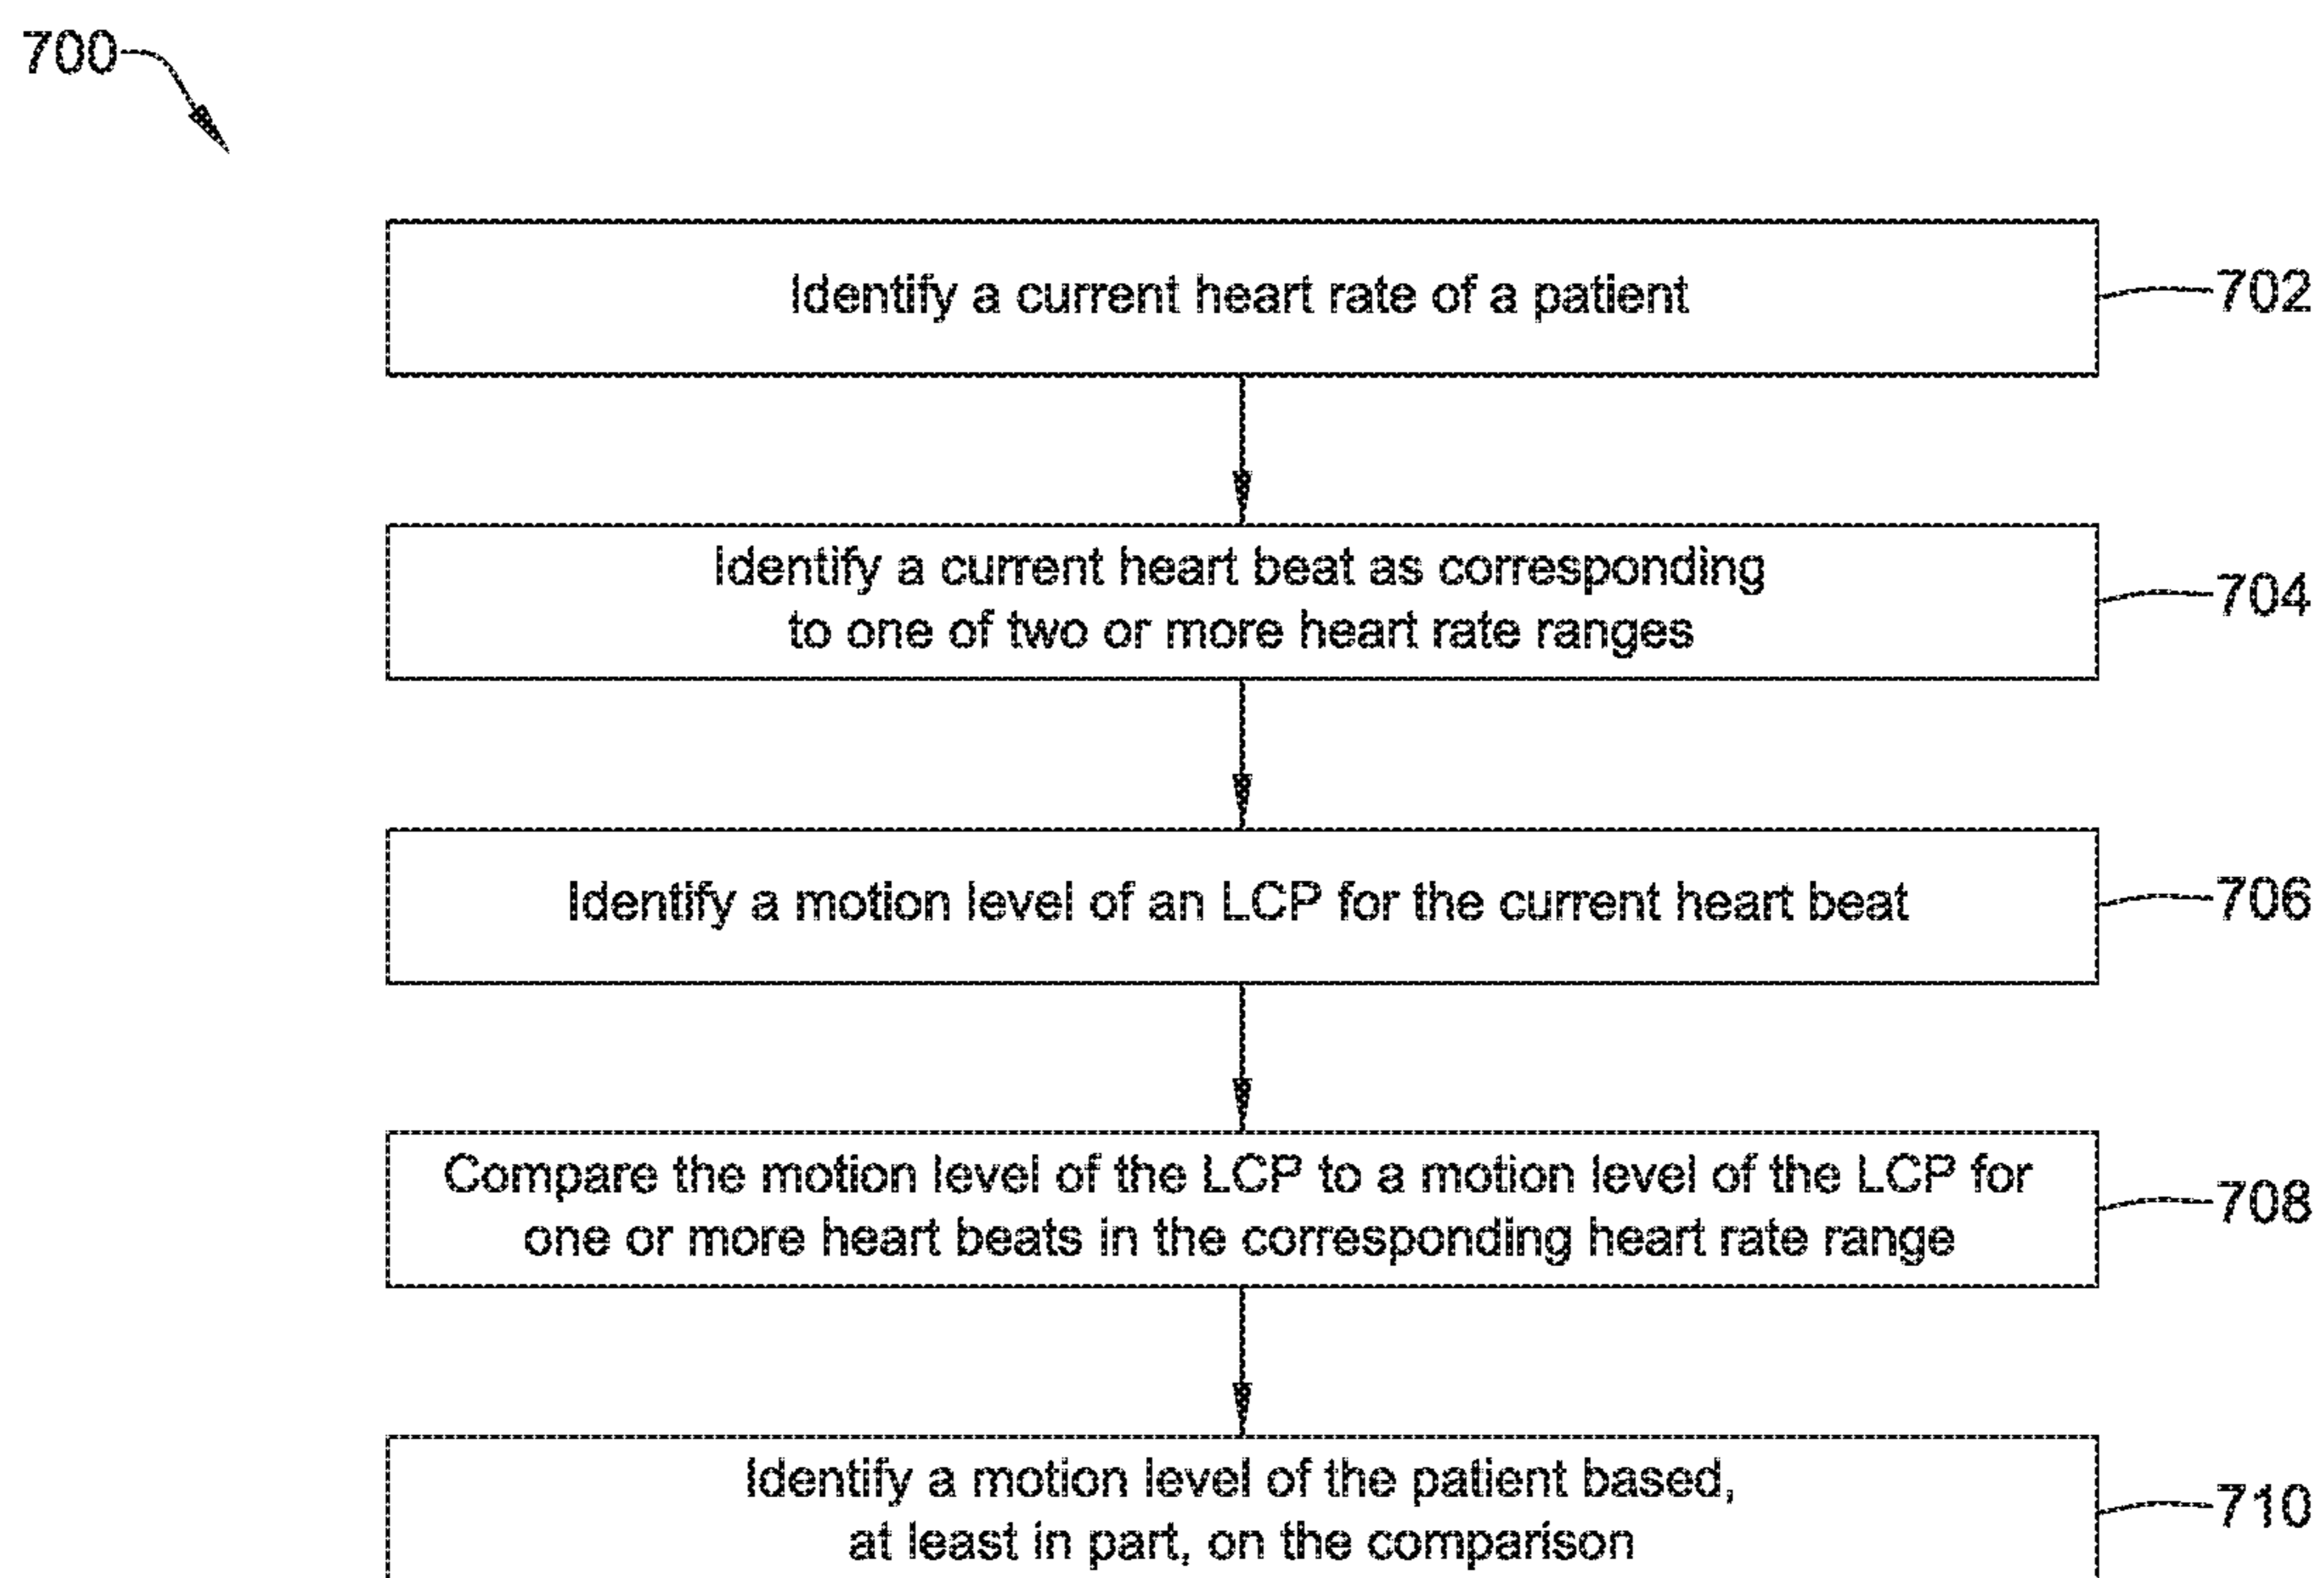 700
Identify a current heart rate of a patient
702
Identify a current heart beat as corresponding
to one of two or more heart rate ranges
704
Identify a motion level of an LCP for the current heart beat
706
Compare the motion level of the LCP to a motion level of the LCP for
one or more heart beats in the corresponding heart rate range
708
Identify a motion level of the patient based,
at least in part, on the comparison
710